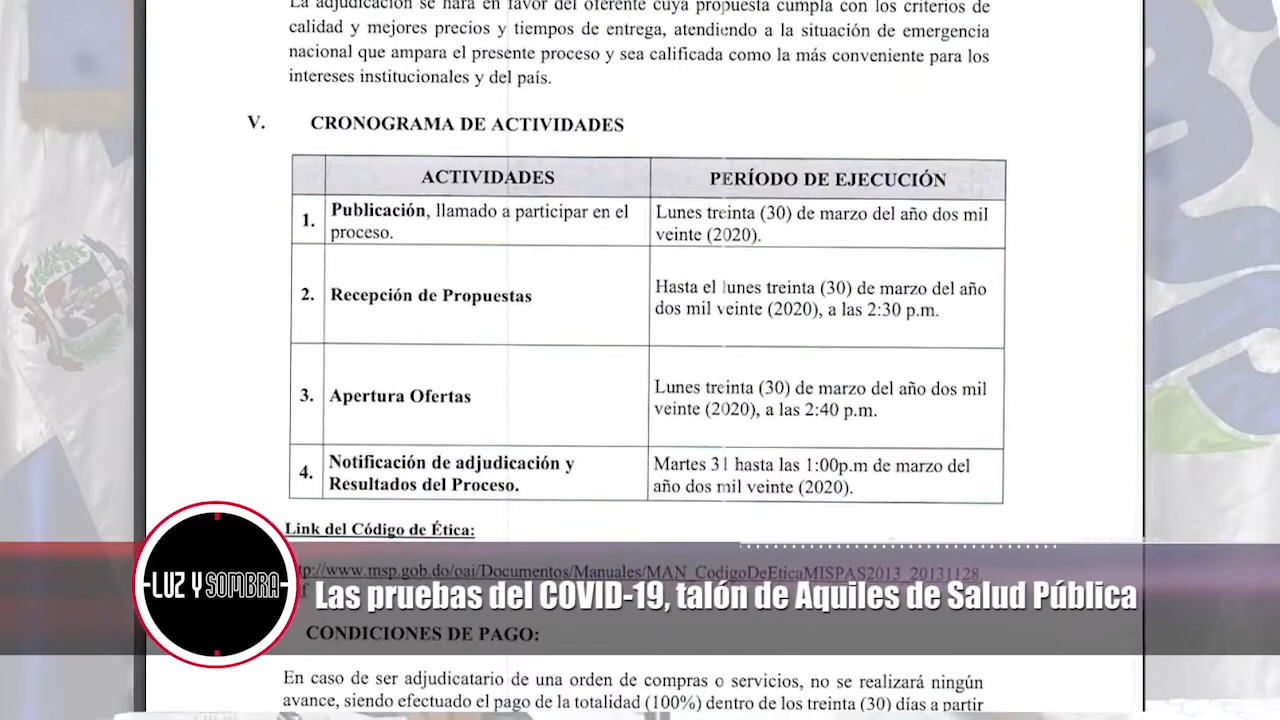 La adjudicación se hará en favor del oferente cuya propuesta cumpla con los criterios de
calidad y mejores precios y tiempos de entrega, atendiendo a la situación de emergencia
nacional que ampara el presente proceso y sea calificada como la más conveniente para los
intereses institucionales y del país.
V. CRONOGRAMA DE ACTIVIDADES
ACTIVIDADES PERÍODO DE EJECUCIÓN
1. Publicación, llamado a participar en el proceso. Lunes treinta (30) de marzo del año dos mil
veinte (2020).
2. Recepción de Propuestas Hasta el lunes treinta (30) de marzo del año
dos mil veinte (2020), a las 2:30 p.m.
3. Apertura Ofertas Lunes treinta (30) de marzo del año dos mil
veinte (2020), a las 2:40 p.m.
4. Notificación de adjudicación y
Resultados del Proceso. Martes 31 hasta las 1:00p.m de marzo del
año dos mil veinte (2020).
Link del Código de Ética:
tp://www.msp.gob.do/oai/Documentos/Manuales/MAN_CodigoDeEticaMISPAS2013_20131128
LUZ Y SOMBRA
Las pruebas del COVID-19, talón de Aquiles de Salud Pública
CONDICIONES DE PAGO:
En caso de ser adjudicatario de una orden de compras o servicios, no se realizará ningún
avance, siendo efectuado el pago de la totalidad (100%) dentro de los treinta (30) días a partir